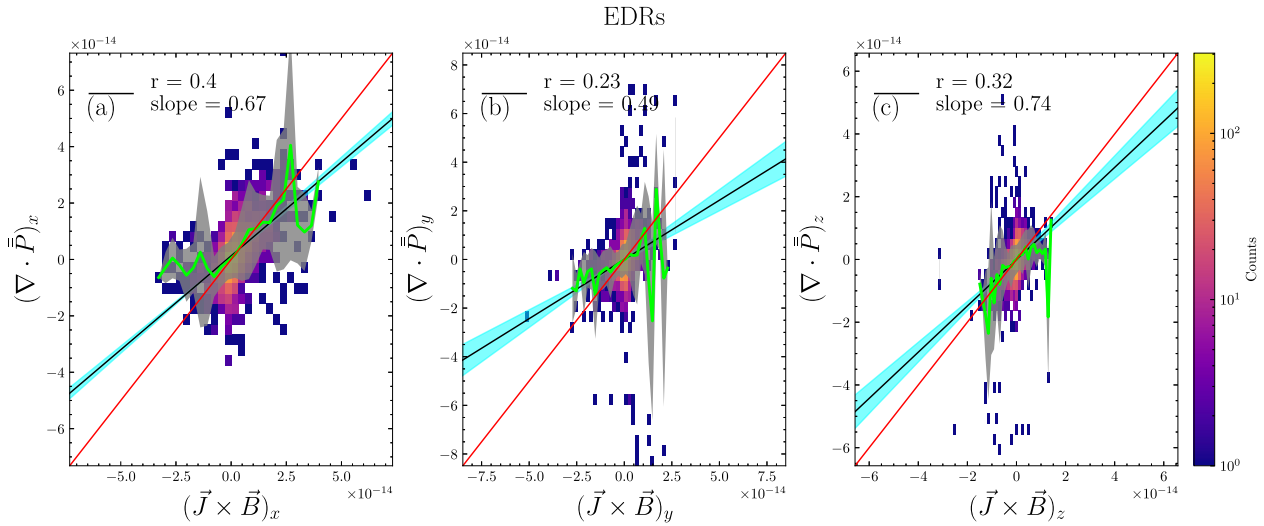 EDRs
×10⁻¹⁴
r = 0.4
slope = 0.67
(a)
6
4
2
0
−2
−4
−6
(∇ · P̿)ₓ
−5.0 −2.5 0.0 2.5 5.0
×10⁻¹⁴
(J⃗ × B⃗)ₓ
×10⁻¹⁴
r = 0.23
slope = 0.49
(b)
8
6
4
2
0
−2
−4
−6
−8
(∇ · P̿)_y
−7.5 −5.0 −2.5 0.0 2.5 5.0 7.5
×10⁻¹⁴
(J⃗ × B⃗)_y
×10⁻¹⁴
r = 0.32
slope = 0.74
(c)
6
4
2
0
−2
−4
−6
(∇ · P̿)_z
−6 −4 −2 0 2 4 6
×10⁻¹⁴
(J⃗ × B⃗)_z
10²
10¹
10⁰
Counts